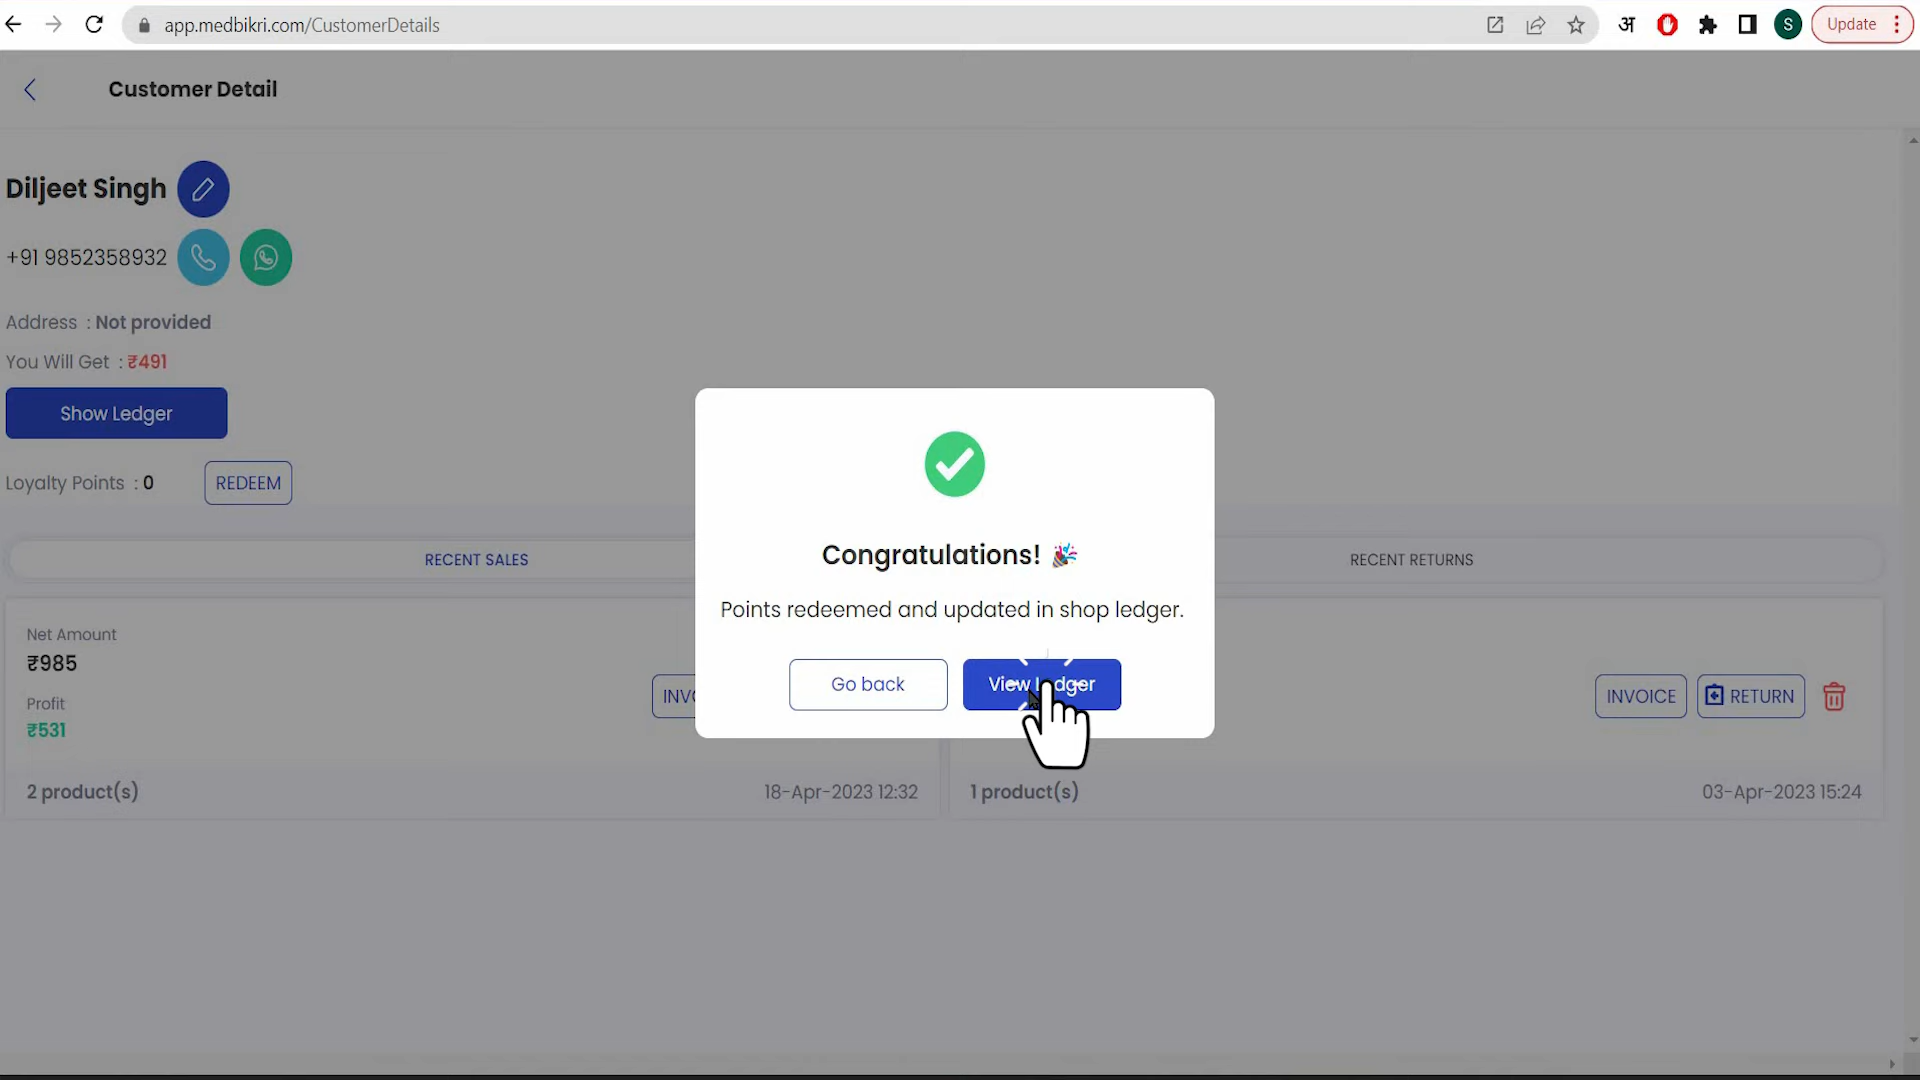 app.medbikri.com/CustomerDetails
अ
S
Update
Customer Detail
Diljeet Singh
+91 9852358932
Address : Not provided
You Will Get : ₹491
Show Ledger
Loyalty Points : 0
REDEEM
RECENT SALES
RECENT RETURNS
Congratulations!
Points redeemed and updated in shop ledger.
Go back
View Ledger
Net Amount
₹985
Profit
₹531
INVOICE
RETURN
2 product(s)
18-Apr-2023 12:32
1 product(s)
03-Apr-2023 15:24